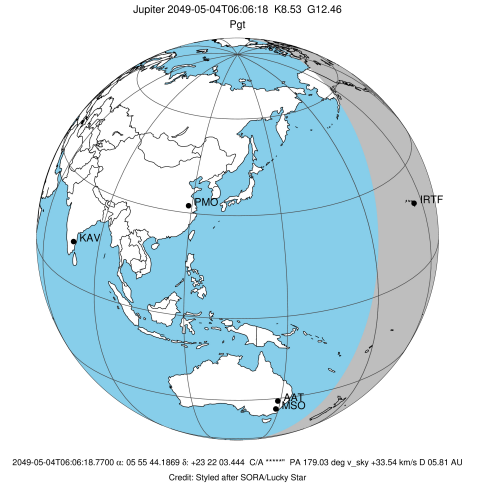 Jupiter 2049-05-04T06:06:18  K8.53  G12.46
Pgt
PMO
IRTF
KAV
AAT
MSO
2049-05-04T06:06:18.7700 α: 05 55 44.1869 δ: +23 22 03.444  C/A *****"  PA 179.03 deg v_sky +33.54 km/s D 05.81 AU
Credit: Styled after SORA/Lucky Star